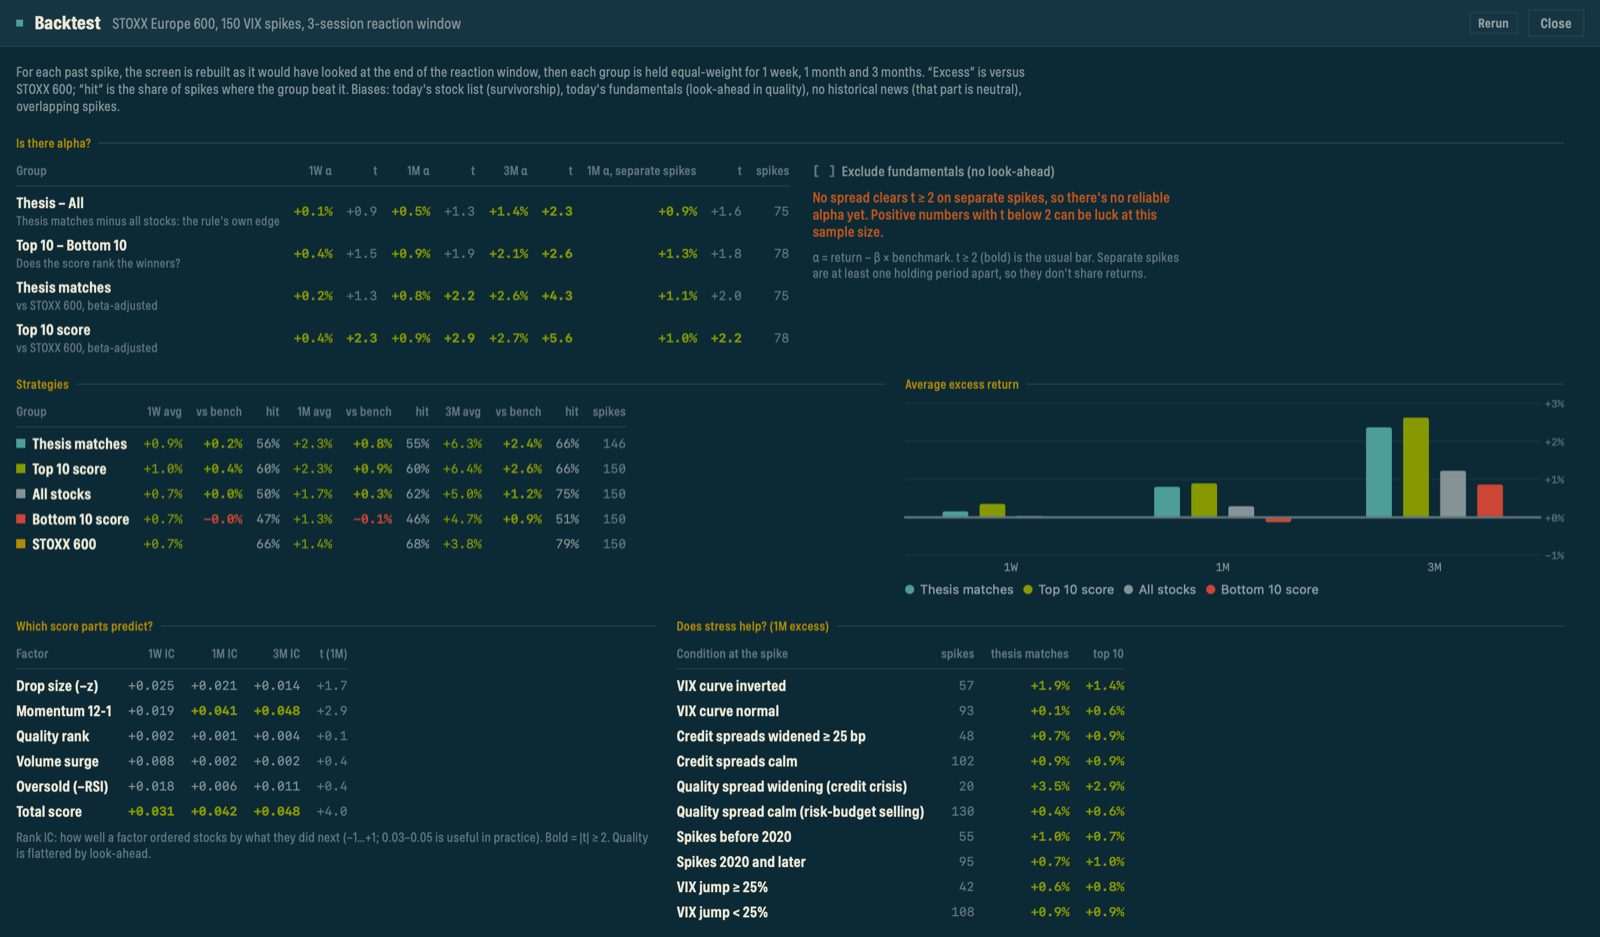 Backtest STOXX Europe 600, 150 VIX spikes, 3-session reaction window Rerun Close
For each past spike, the screen is rebuilt as it would have looked at the end of the reaction window, then each group is held equal-weight for 1 week, 1 month and 3 months. "Excess" is versus
STOXX 600; "hit" is the share of spikes where the group beat it. Biases: today's stock list (survivorship), today's fundamentals (look-ahead in quality), no historical news (that part is neutral),
overlapping spikes.
Is there alpha?
Group 1W α t 1M α t 3M α t 1M α, separate spikes t spikes
Thesis – All
Thesis matches minus all stocks: the rule's own edge
+0.1% +0.9 +0.5% +1.3 +1.4% +2.3 +0.9% +1.6 75
Top 10 – Bottom 10
Does the score rank the winners?
+0.4% +1.5 +0.9% +1.9 +2.1% +2.6 +1.3% +1.8 78
Thesis matches
vs STOXX 600, beta-adjusted
+0.2% +1.3 +0.8% +2.2 +2.6% +4.3 +1.1% +2.0 75
Top 10 score
vs STOXX 600, beta-adjusted
+0.4% +2.3 +0.9% +2.9 +2.7% +5.6 +1.0% +2.2 78
[ ] Exclude fundamentals (no look-ahead)
No spread clears t ≥ 2 on separate spikes, so there's no reliable
alpha yet. Positive numbers with t below 2 can be luck at this
sample size.
α = return – β × benchmark. t ≥ 2 (bold) is the usual bar. Separate spikes
are at least one holding period apart, so they don't share returns.
Strategies
Group 1W avg vs bench hit 1M avg vs bench hit 3M avg vs bench hit spikes
Thesis matches +0.9% +0.2% 56% +2.3% +0.8% 55% +6.3% +2.4% 66% 146
Top 10 score +1.0% +0.4% 60% +2.3% +0.9% 60% +6.4% +2.6% 66% 150
All stocks +0.7% +0.0% 50% +1.7% +0.3% 62% +5.0% +1.2% 75% 150
Bottom 10 score +0.7% −0.0% 47% +1.3% −0.1% 46% +4.7% +0.9% 51% 150
STOXX 600 +0.7% 66% +1.4% 68% +3.8% 79% 150
Average excess return
+3%
+2%
+1%
+0%
−1%
1W 1M 3M
Thesis matches Top 10 score All stocks Bottom 10 score
Which score parts predict?
Factor 1W IC 1M IC 3M IC t (1M)
Drop size (−z) +0.025 +0.021 +0.014 +1.7
Momentum 12-1 +0.019 +0.041 +0.048 +2.9
Quality rank +0.002 +0.001 +0.004 +0.1
Volume surge +0.008 +0.002 +0.002 +0.4
Oversold (−RSI) +0.018 +0.006 +0.011 +0.4
Total score +0.031 +0.042 +0.048 +4.0
Rank IC: how well a factor ordered stocks by what they did next (−1…+1; 0.03–0.05 is useful in practice). Bold = |t| ≥ 2. Quality
is flattered by look-ahead.
Does stress help? (1M excess)
Condition at the spike spikes thesis matches top 10
VIX curve inverted 57 +1.9% +1.4%
VIX curve normal 93 +0.1% +0.6%
Credit spreads widened ≥ 25 bp 48 +0.7% +0.9%
Credit spreads calm 102 +0.9% +0.9%
Quality spread widening (credit crisis) 20 +3.5% +2.9%
Quality spread calm (risk-budget selling) 130 +0.4% +0.6%
Spikes before 2020 55 +1.0% +0.7%
Spikes 2020 and later 95 +0.7% +1.0%
VIX jump ≥ 25% 42 +0.6% +0.8%
VIX jump < 25% 108 +0.9% +0.9%